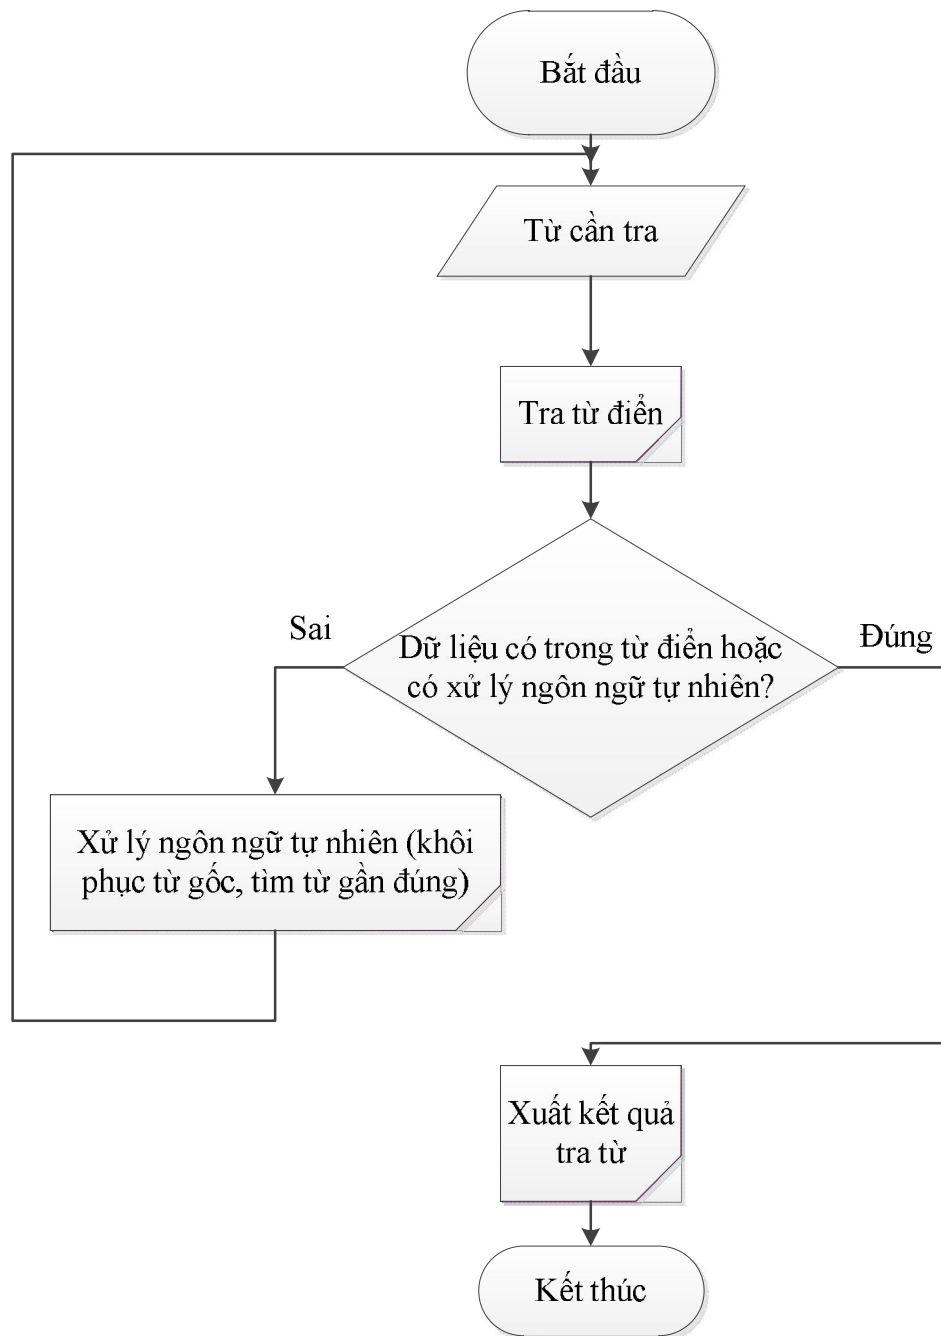 Bắt đầu
Từ cần tra
Tra từ điển
Sai
Đúng
Dữ liệu có trong từ điển hoặc
có xử lý ngôn ngữ tự nhiên?
Xử lý ngôn ngữ tự nhiên (khôi
phục từ gốc, tìm từ gần đúng)
Xuất kết quả
tra từ
Kết thúc